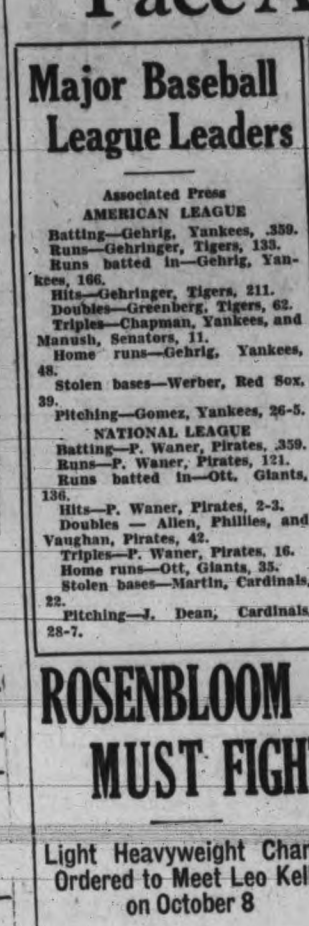 Major Baseball
League Leaders
Associated Press
AMERICAN LEAGUE
Batting—Gehrig, Yankees, .359.
Runs—Gehringer, Tigers, 133.
Runs batted in—Gehrig, Yan-
kees, 166.
Hits—Gehringer, Tigers, 211.
Doubles—Greenberg, Tigers, 62.
Triples—Chapman, Yankees, and
Manush, Senators, 11.
Home runs—Gehrig, Yankees,
48.
Stolen bases—Werber, Red Sox,
39.
Pitching—Gomez, Yankees, 26-5.
NATIONAL LEAGUE
Batting—P. Waner, Pirates, .359.
Runs—P. Waner, Pirates, 121.
Runs batted in—Ott, Giants,
136.
Hits—P. Waner, Pirates, 2-3.
Doubles — Allen, Phillies, and
Vaughan, Pirates, 42.
Triples—P. Waner, Pirates, 16.
Home runs—Ott, Giants, 35.
Stolen bases—Martin, Cardinals,
22.
Pitching—J. Dean, Cardinals
28-7.
ROSENBLOOM
MUST FIGH
Light Heavyweight Cha
Ordered to Meet Leo Kel
on October 8